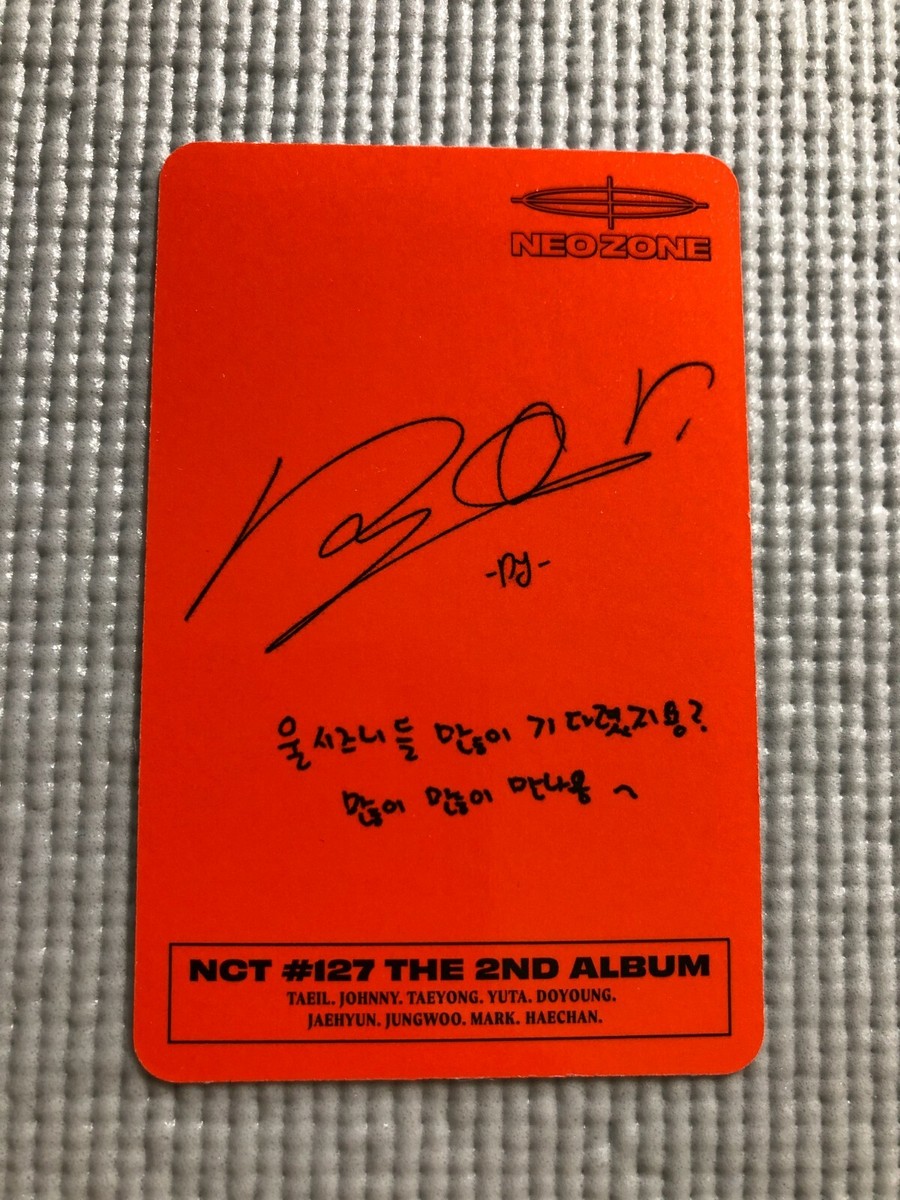 NEO ZONE
-DY-
울 시즈니들 많이 기다렸지용?
많이 많이 만나용~
NCT #127 THE 2ND ALBUM
TAEIL. JOHNNY. TAEYONG. YUTA. DOYOUNG.
JAEHYUN. JUNGWOO. MARK. HAECHAN.